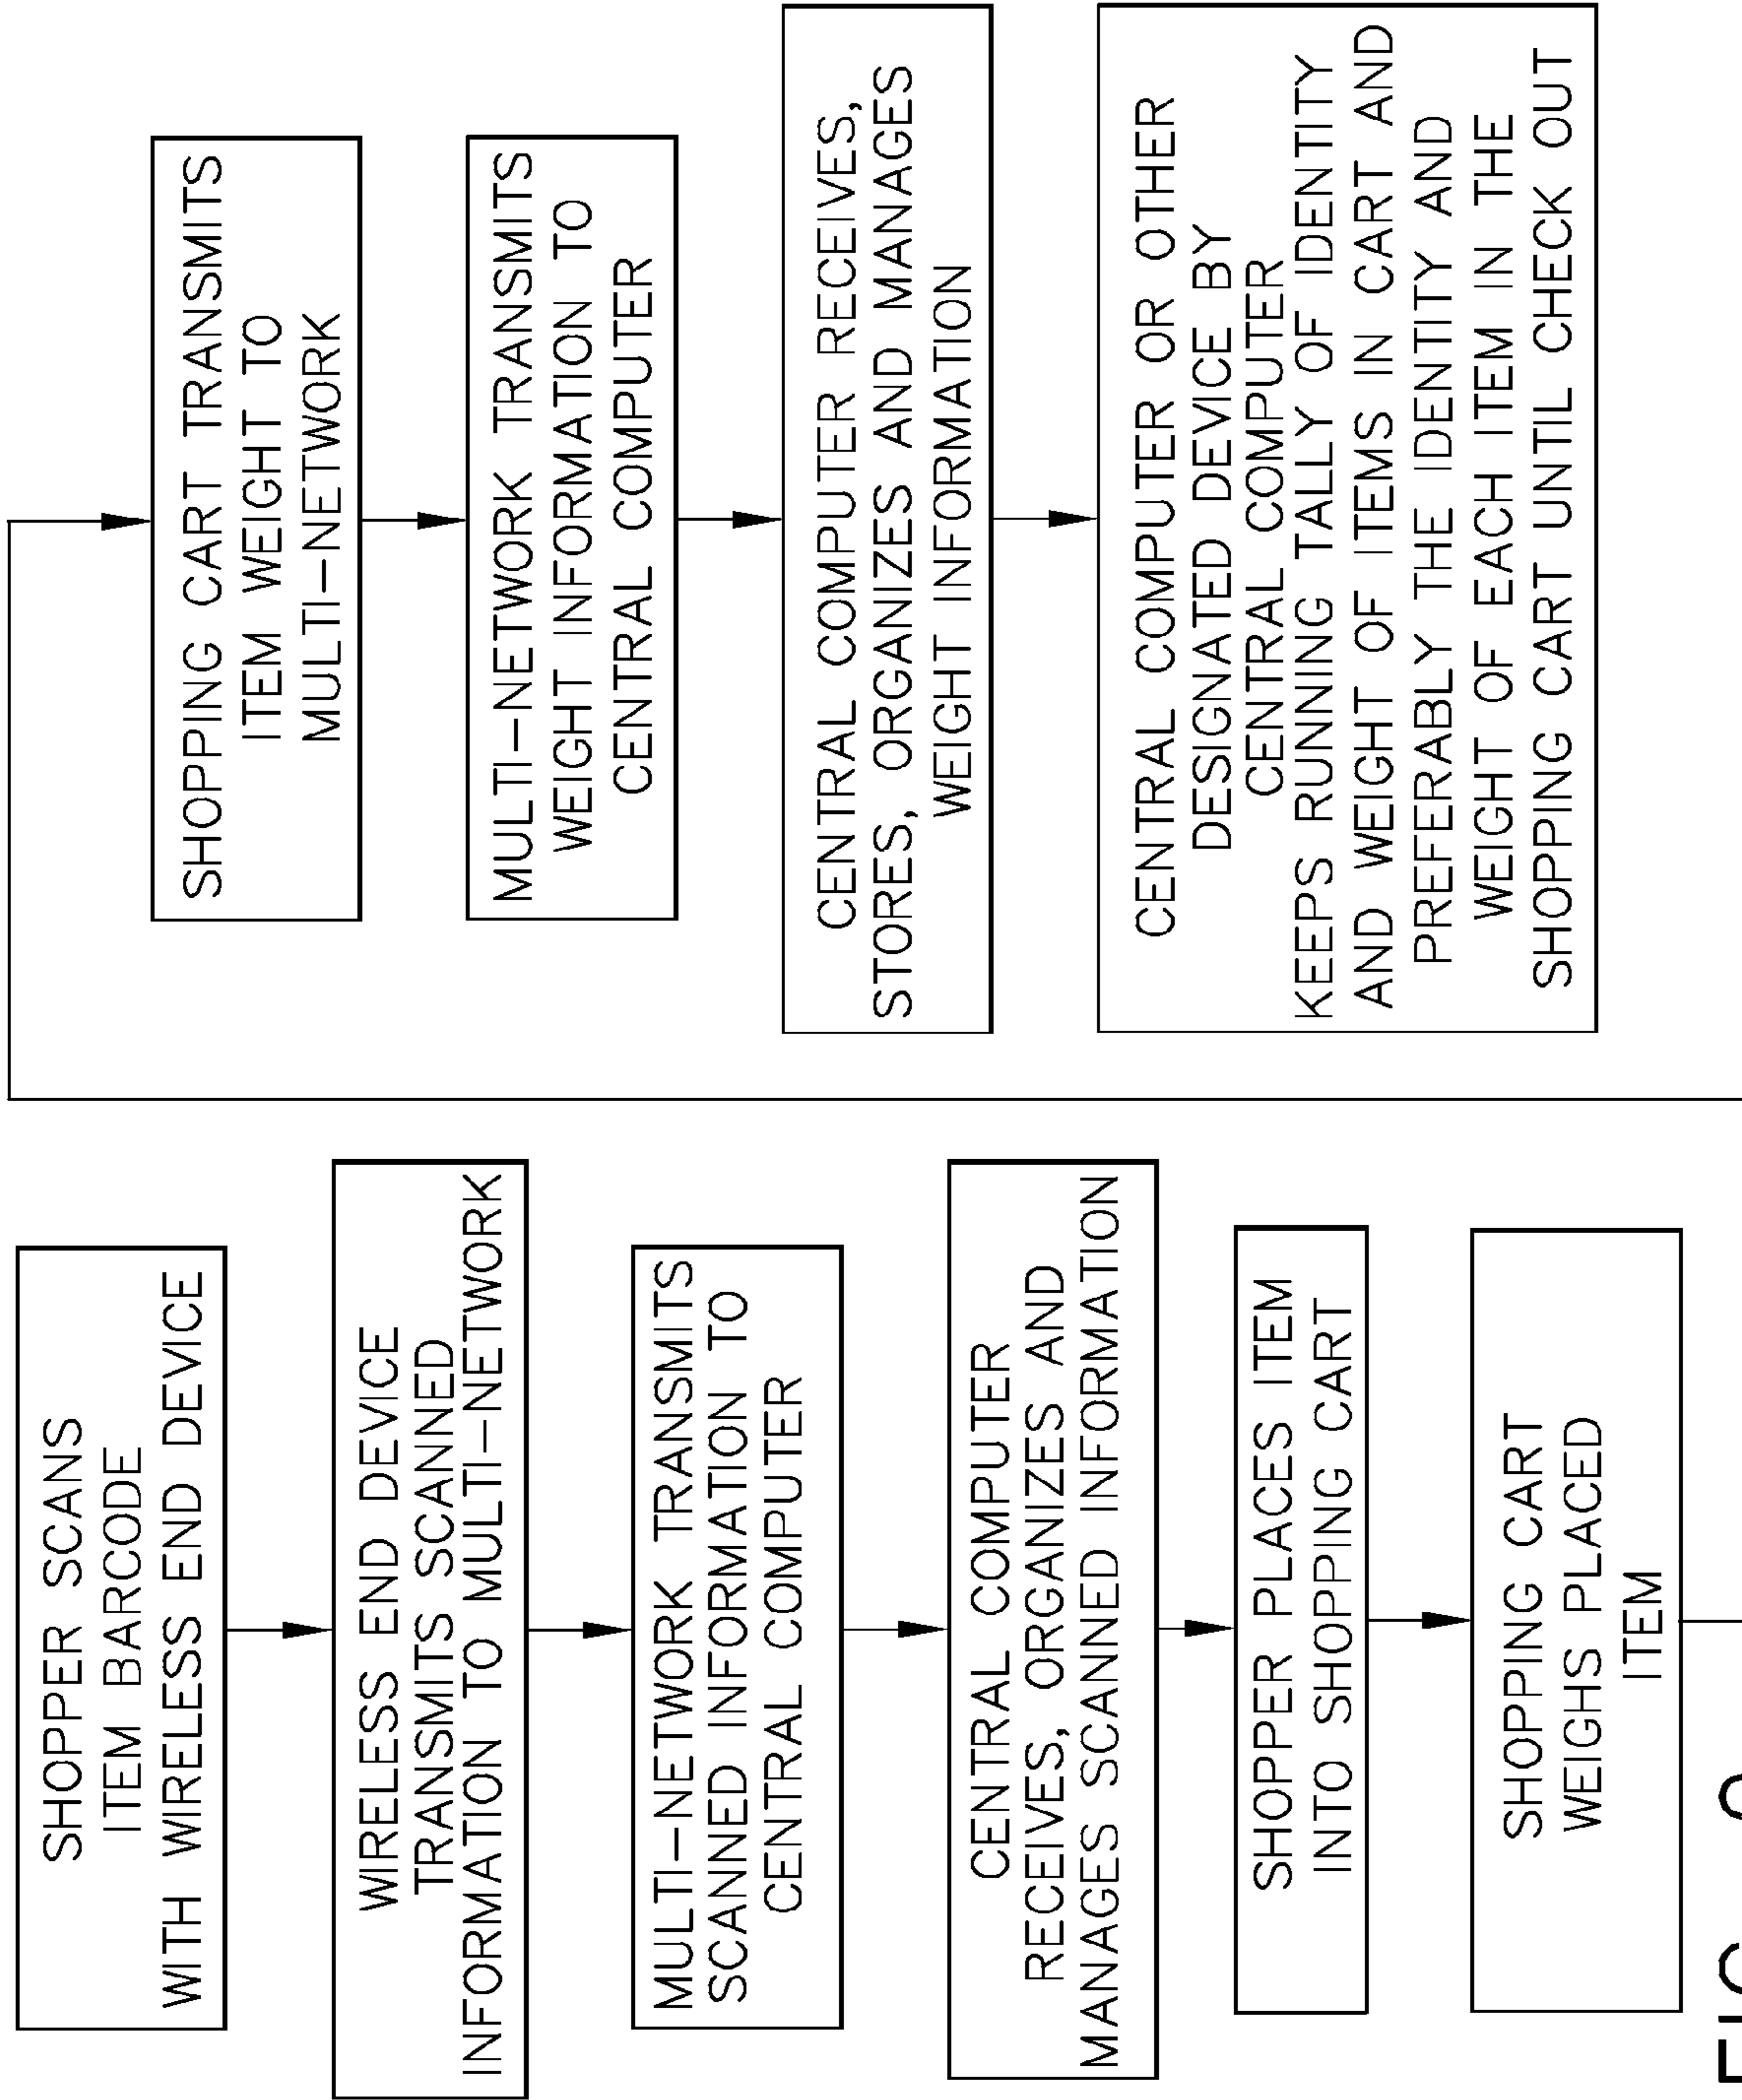 SHOPPER SCANS
ITEM BARCODE
WITH WIRELESS END DEVICE
WIRELESS END DEVICE
TRANSMITS SCANNED
INFORMATION TO MULTI-NETWORK
MULTI-NETWORK TRANSMITS
SCANNED INFORMATION TO
CENTRAL COMPUTER
CENTRAL COMPUTER
RECEIVES, ORGANIZES AND
MANAGES SCANNED INFORMATION
SHOPPER PLACES ITEM
INTO SHOPPING CART
SHOPPING CART
WEIGHS PLACED
ITEM
SHOPPING CART TRANSMITS
ITEM WEIGHT TO
MULTI-NETWORK
MULTI-NETWORK TRANSMITS
WEIGHT INFORMATION TO
CENTRAL COMPUTER
CENTRAL COMPUTER RECEIVES,
STORES, ORGANIZES AND MANAGES
WEIGHT INFORMATION
CENTRAL COMPUTER OR OTHER
DESIGNATED DEVICE BY
CENTRAL COMPUTER
KEEPS RUNNING TALLY OF IDENTITY
AND WEIGHT OF ITEMS IN CART AND
PREFERABLY THE IDENTITY AND
WEIGHT OF EACH ITEM IN THE
SHOPPING CART UNTIL CHECK OUT